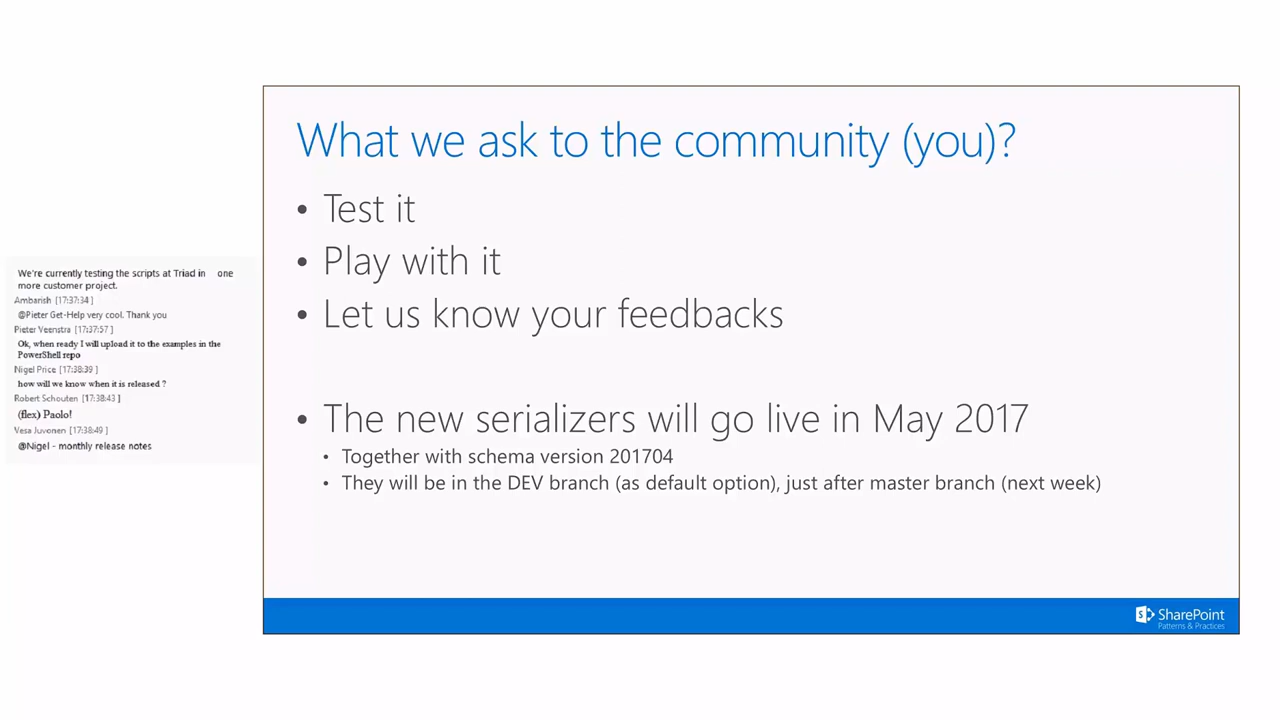 We're currently testing the scripts at Triad in one
more customer project.
Ambarish [17:37:34]
@Pieter Get-Help very cool. Thank you
Pieter Veenstra [17:37:57]
Ok, when ready I will upload it to the examples in the
PowerShell repo
Nigel Price [17:38:39]
how will we know when it is released ?
Robert Schouten [17:38:43]
(flex) Paolo!
Vesa Juvonen [17:38:49]
@Nigel - monthly release notes
What we ask to the community (you)?
• Test it
• Play with it
• Let us know your feedbacks
• The new serializers will go live in May 2017
• Together with schema version 201704
• They will be in the DEV branch (as default option), just after master branch (next week)
S
SharePoint
Patterns & Practices